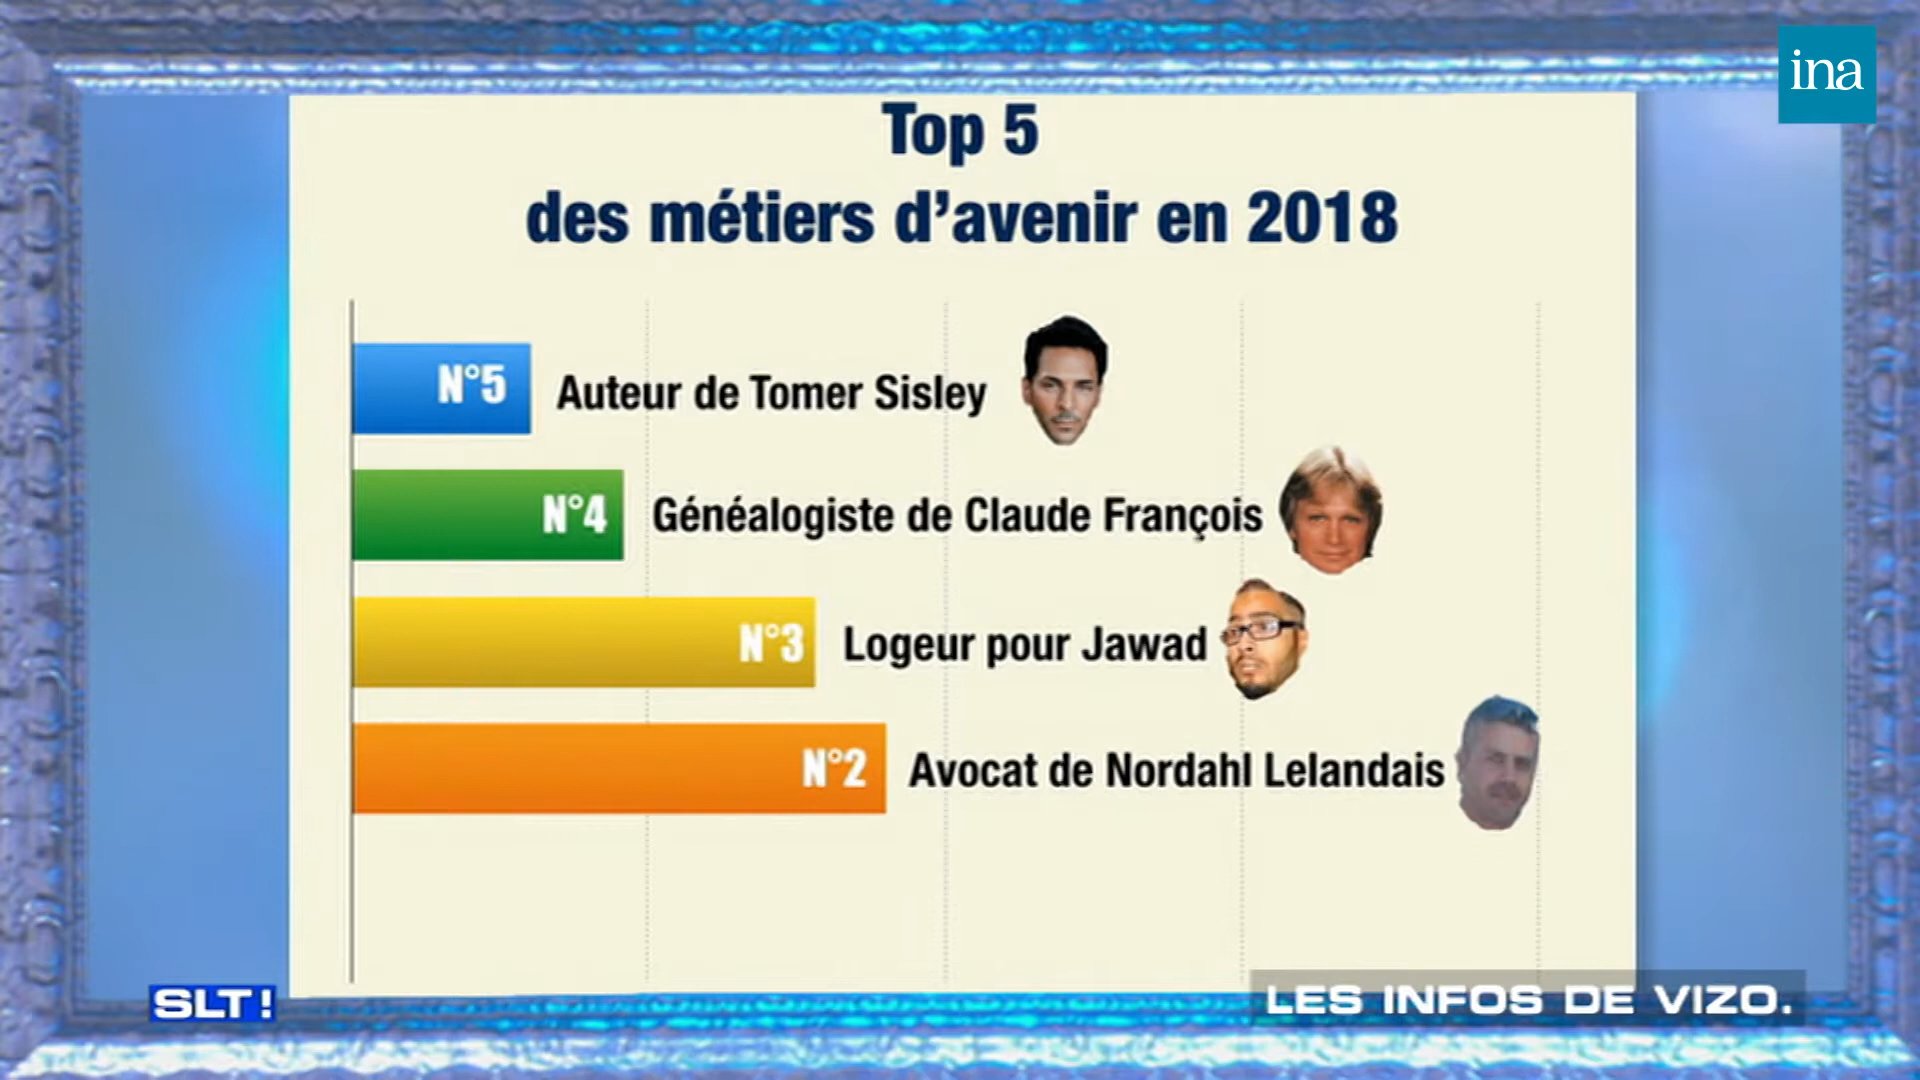 ina
Top 5
des métiers d’avenir en 2018
N°5 Auteur de Tomer Sisley
N°4 Généalogiste de Claude François
N°3 Logeur pour Jawad
N°2 Avocat de Nordahl Lelandais
SLT!
LES INFOS DE VIZO.